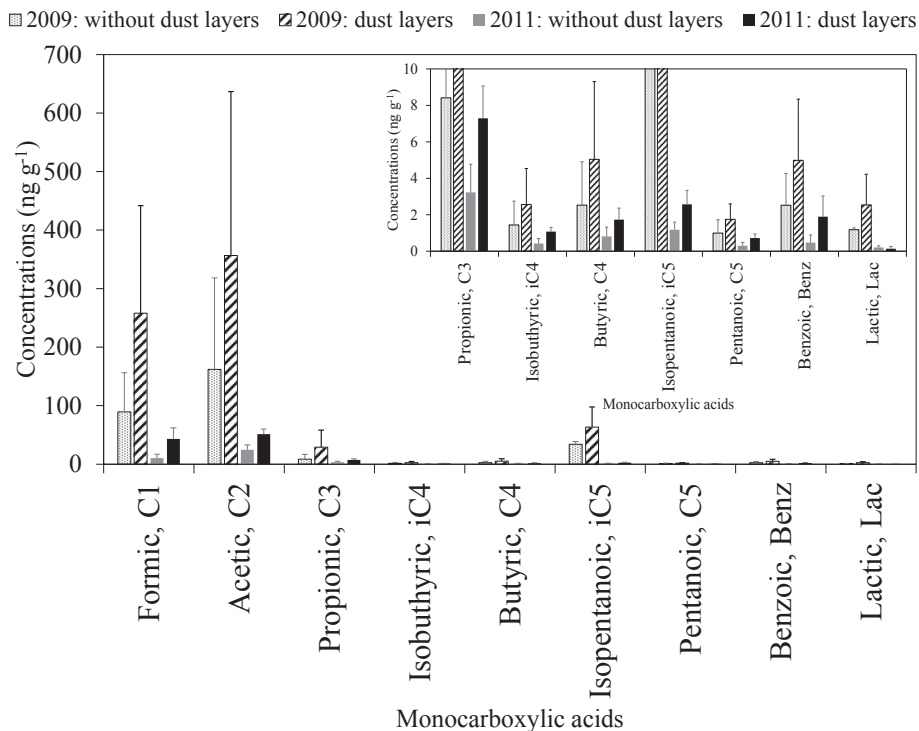 2009: without dust layers 2009: dust layers 2011: without dust layers 2011: dust layers
Concentrations (ng g-1)
700
600
500
400
300
200
100
0
Concentrations (ng g-1)
10
8
6
4
2
0
Propionic, C3
Isobuthyric, iC4
Butyric, C4
Isopentanoic, iC5
Pentanoic, C5
Benzoic, Benz
Lactic, Lac
Monocarboxylic acids
Formic, C1
Acetic, C2
Propionic, C3
Isobuthyric, iC4
Butyric, C4
Isopentanoic, iC5
Pentanoic, C5
Benzoic, Benz
Lactic, Lac
Monocarboxylic acids